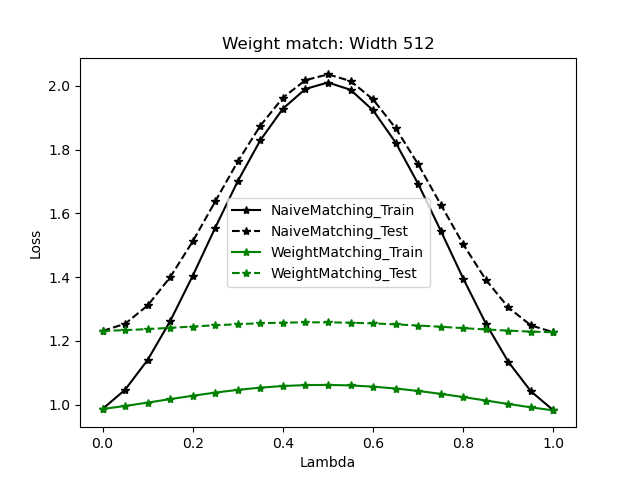 Weight match: Width 512
Loss
2.0
1.8
1.6
1.4
1.2
1.0
NaiveMatching_Train
NaiveMatching_Test
WeightMatching_Train
WeightMatching_Test
0.0 0.2 0.4 0.6 0.8 1.0
Lambda